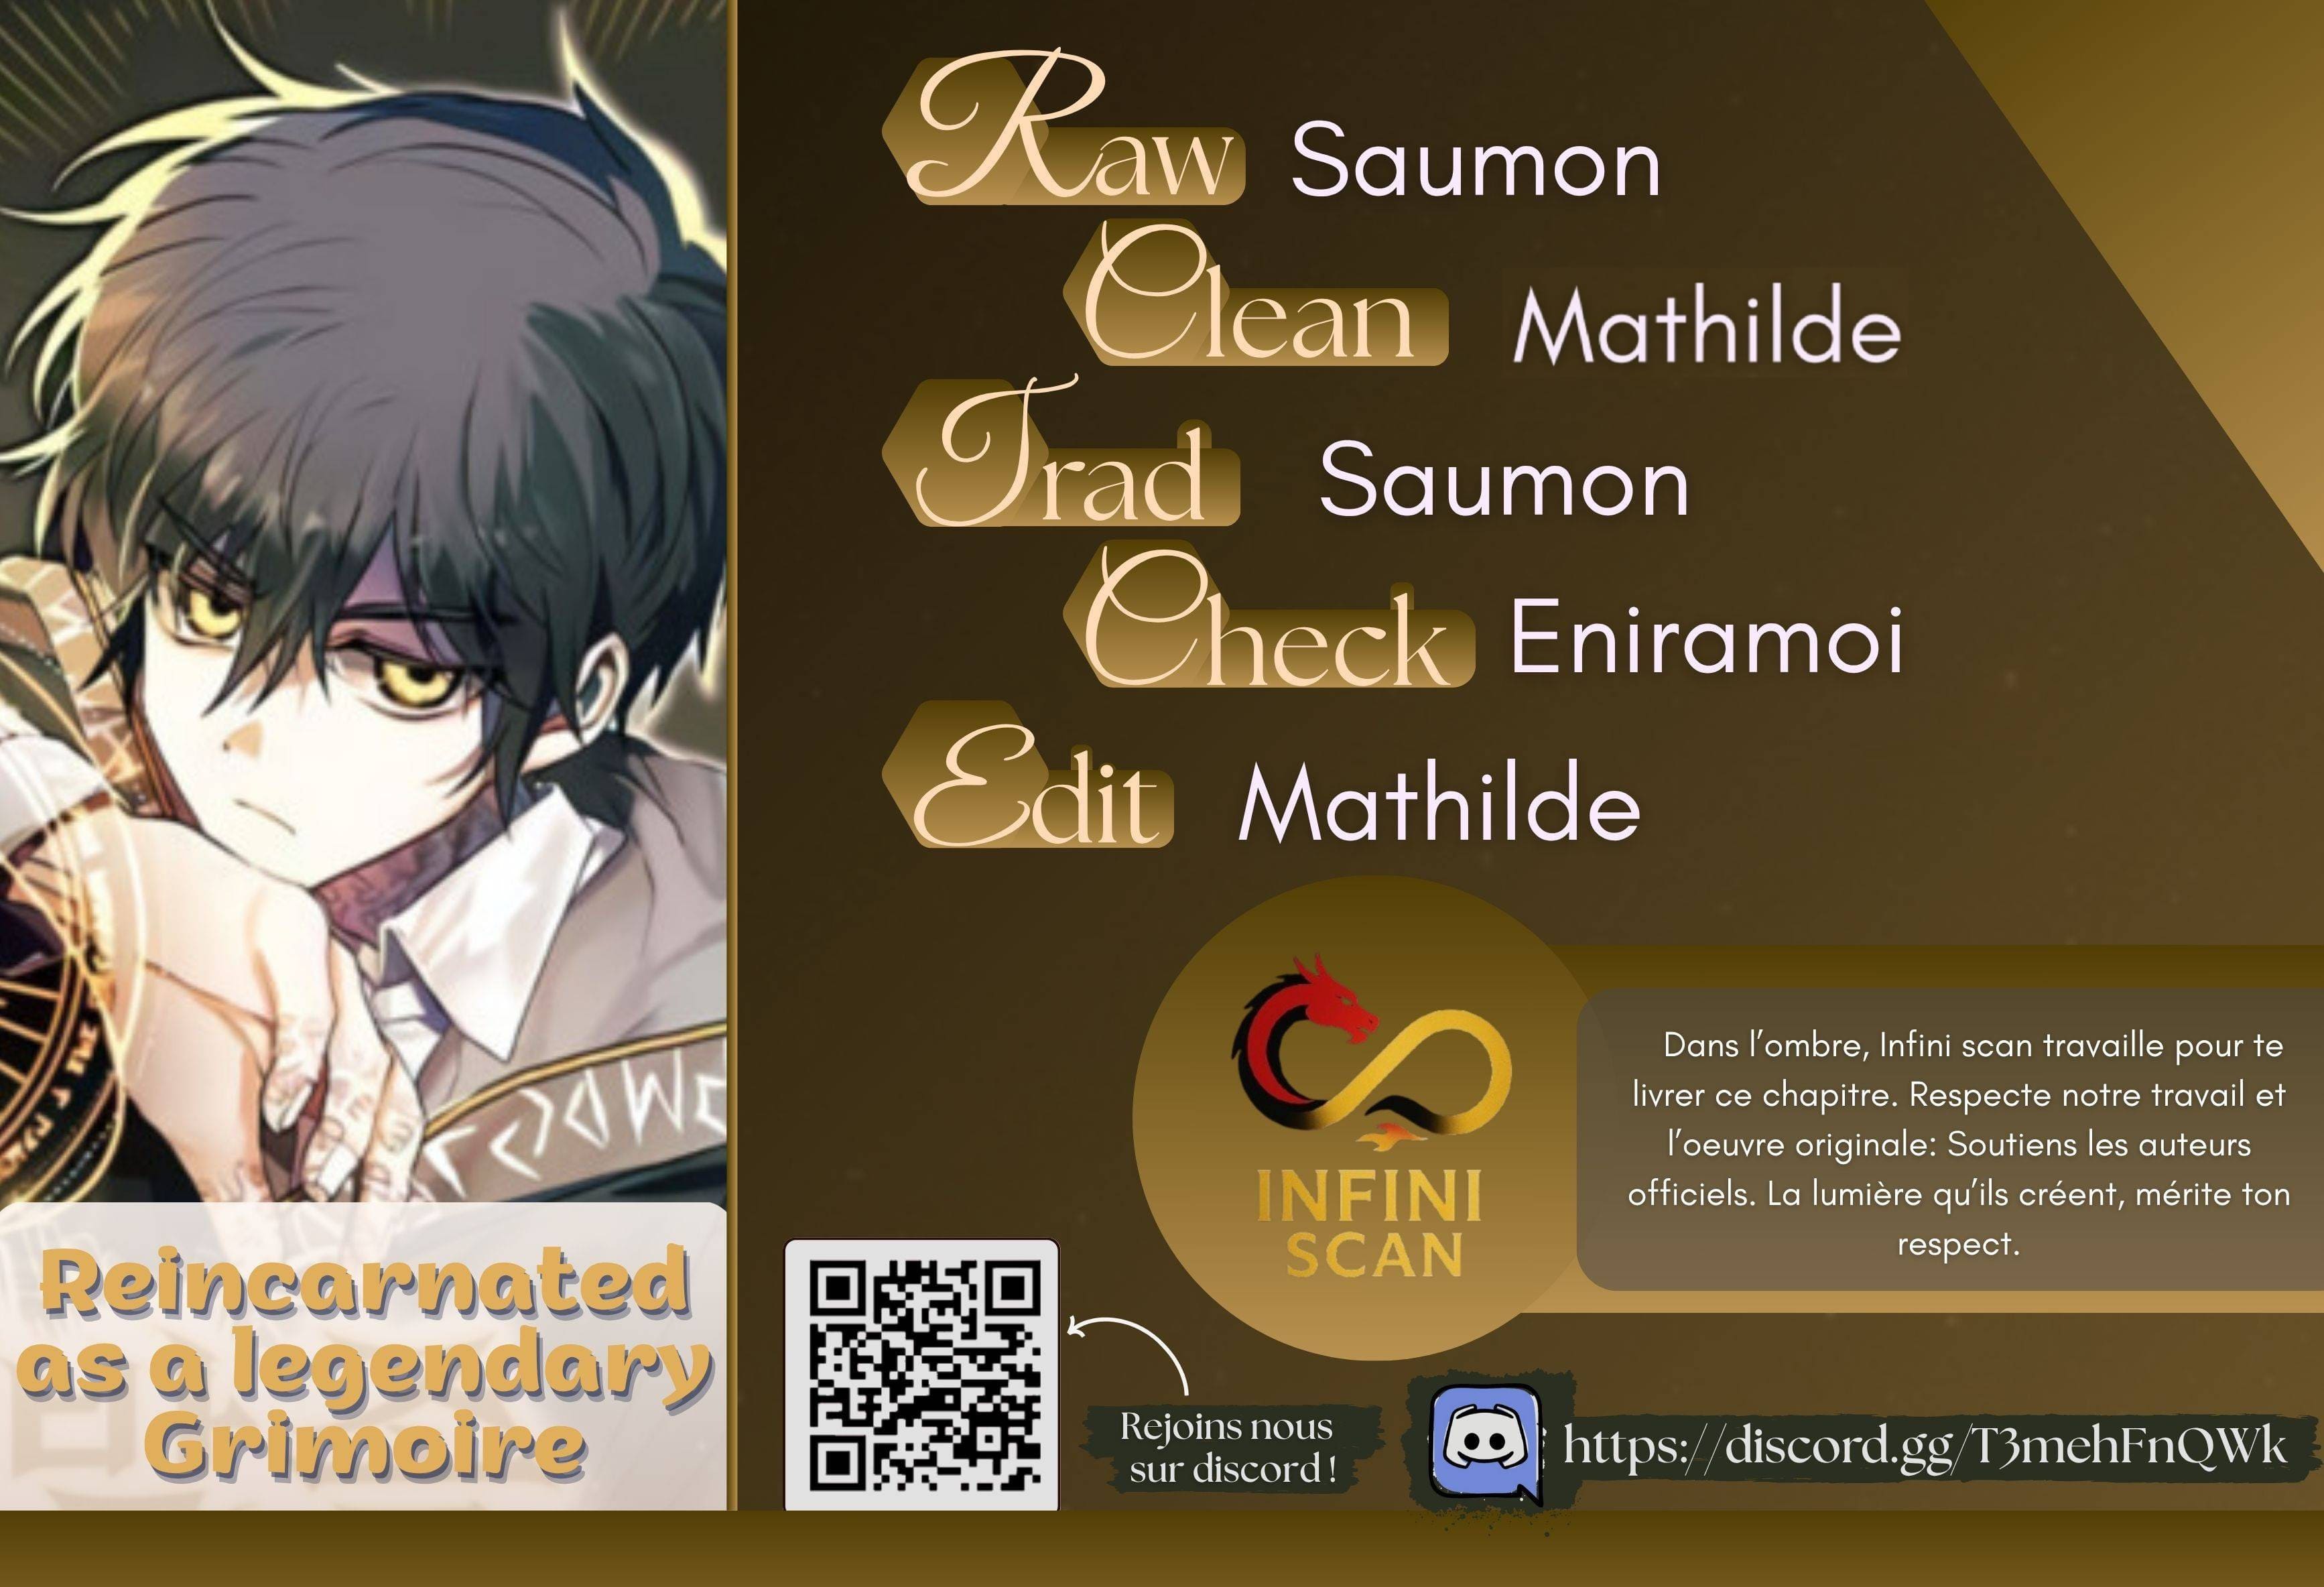 Raw Saumon
Clean Mathilde
Trad Saumon
Check Eniramoi
Edit Mathilde
INFINI
SCAN
Dans l'ombre, Infini scan travaille pour te
livrer ce chapitre. Respecte notre travail et
l'oeuvre originale: Soutiens les auteurs
officiels. La lumière qu'ils créent, mérite ton
respect.
Reincarnated
as a legendary
Grimoire
Rejoins nous
sur discord !
https://discord.gg/T3mehFnQWk